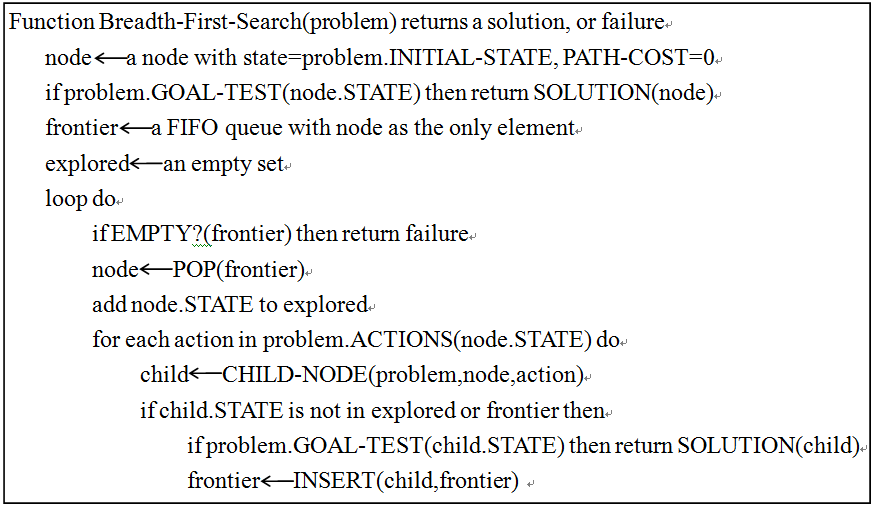 Function Breadth-First-Search(problem) returns a solution, or failure↵
node←a node with state=problem.INITIAL-STATE, PATH-COST=0↵
if problem.GOAL-TEST(node.STATE) then return SOLUTION(node)↵
frontier←a FIFO queue with node as the only element↵
explored←an empty set↵
loop do↵
if EMPTY?(frontier) then return failure↵
node←POP(frontier)↵
add node.STATE to explored↵
for each action in problem.ACTIONS(node.STATE) do↵
child←CHILD-NODE(problem,node,action)↵
if child.STATE is not in explored or frontier then↵
if problem.GOAL-TEST(child.STATE) then return SOLUTION(child)↵
frontier←INSERT(child,frontier) ↵